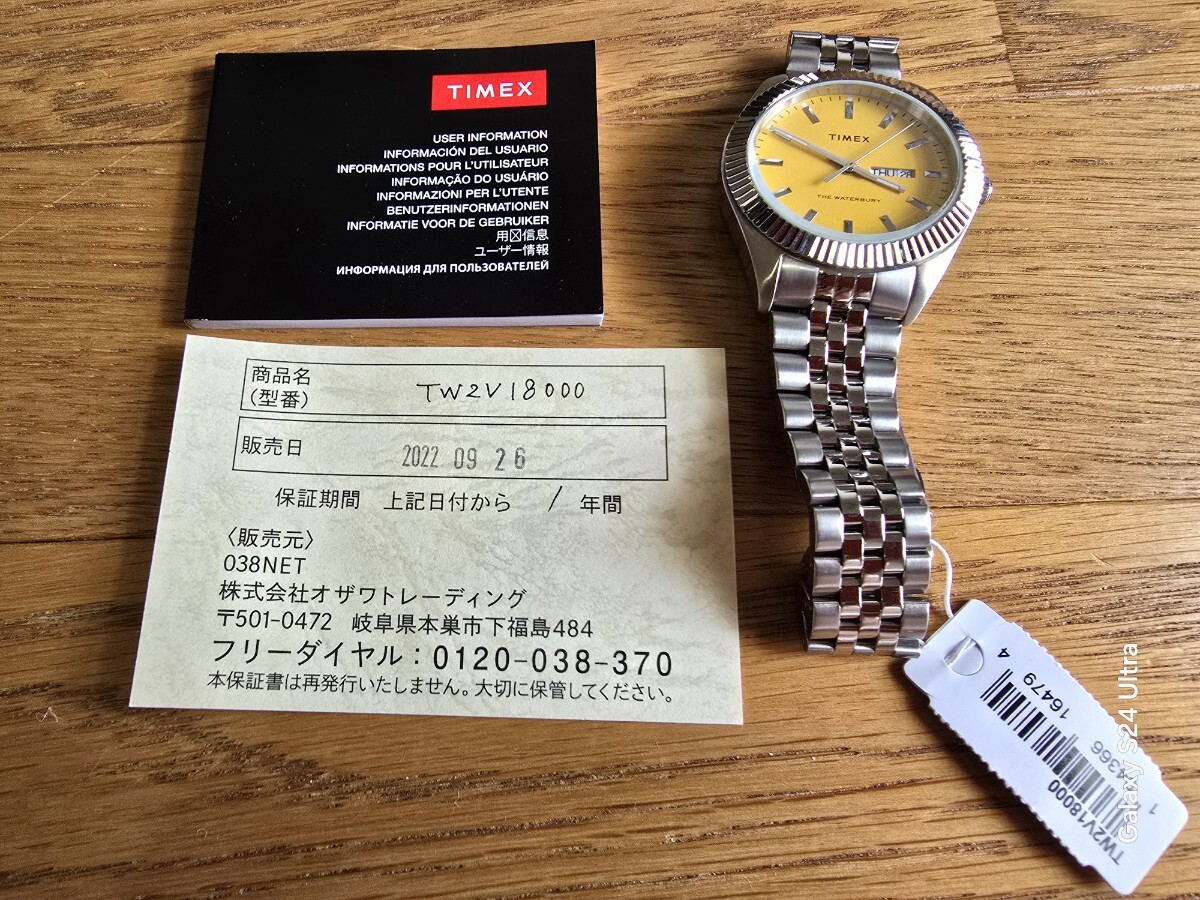 TIMEX
USER INFORMATION
INFORMACIÓN DEL USUARIO
INFORMATIONS POUR L'UTILISATEUR
INFORMAÇÃO DO USUÁRIO
INFORMAZIONI PER L'UTENTE
BENUTZERINFORMATIONEN
INFORMATIE VOOR DE GEBRUIKER
用☒信息
ユーザー情報
ИНФОРМАЦИЯ ДЛЯ ПОЛЬЗОВАТЕЛЕЙ
TIMEX
THU
THE WATERBURY
商品名
(型番)
TW2V18000
販売日
2022 09 26
保証期間 上記日付から / 年間
〈販売元〉
038NET
株式会社オザワトレーディング
〒501-0472 岐阜県本巣市下福島484
フリーダイヤル：0120-038-370
本保証書は再発行いたしません。大切に保管してください。
16479 4
TW2V18000
Galaxy S24 Ultra